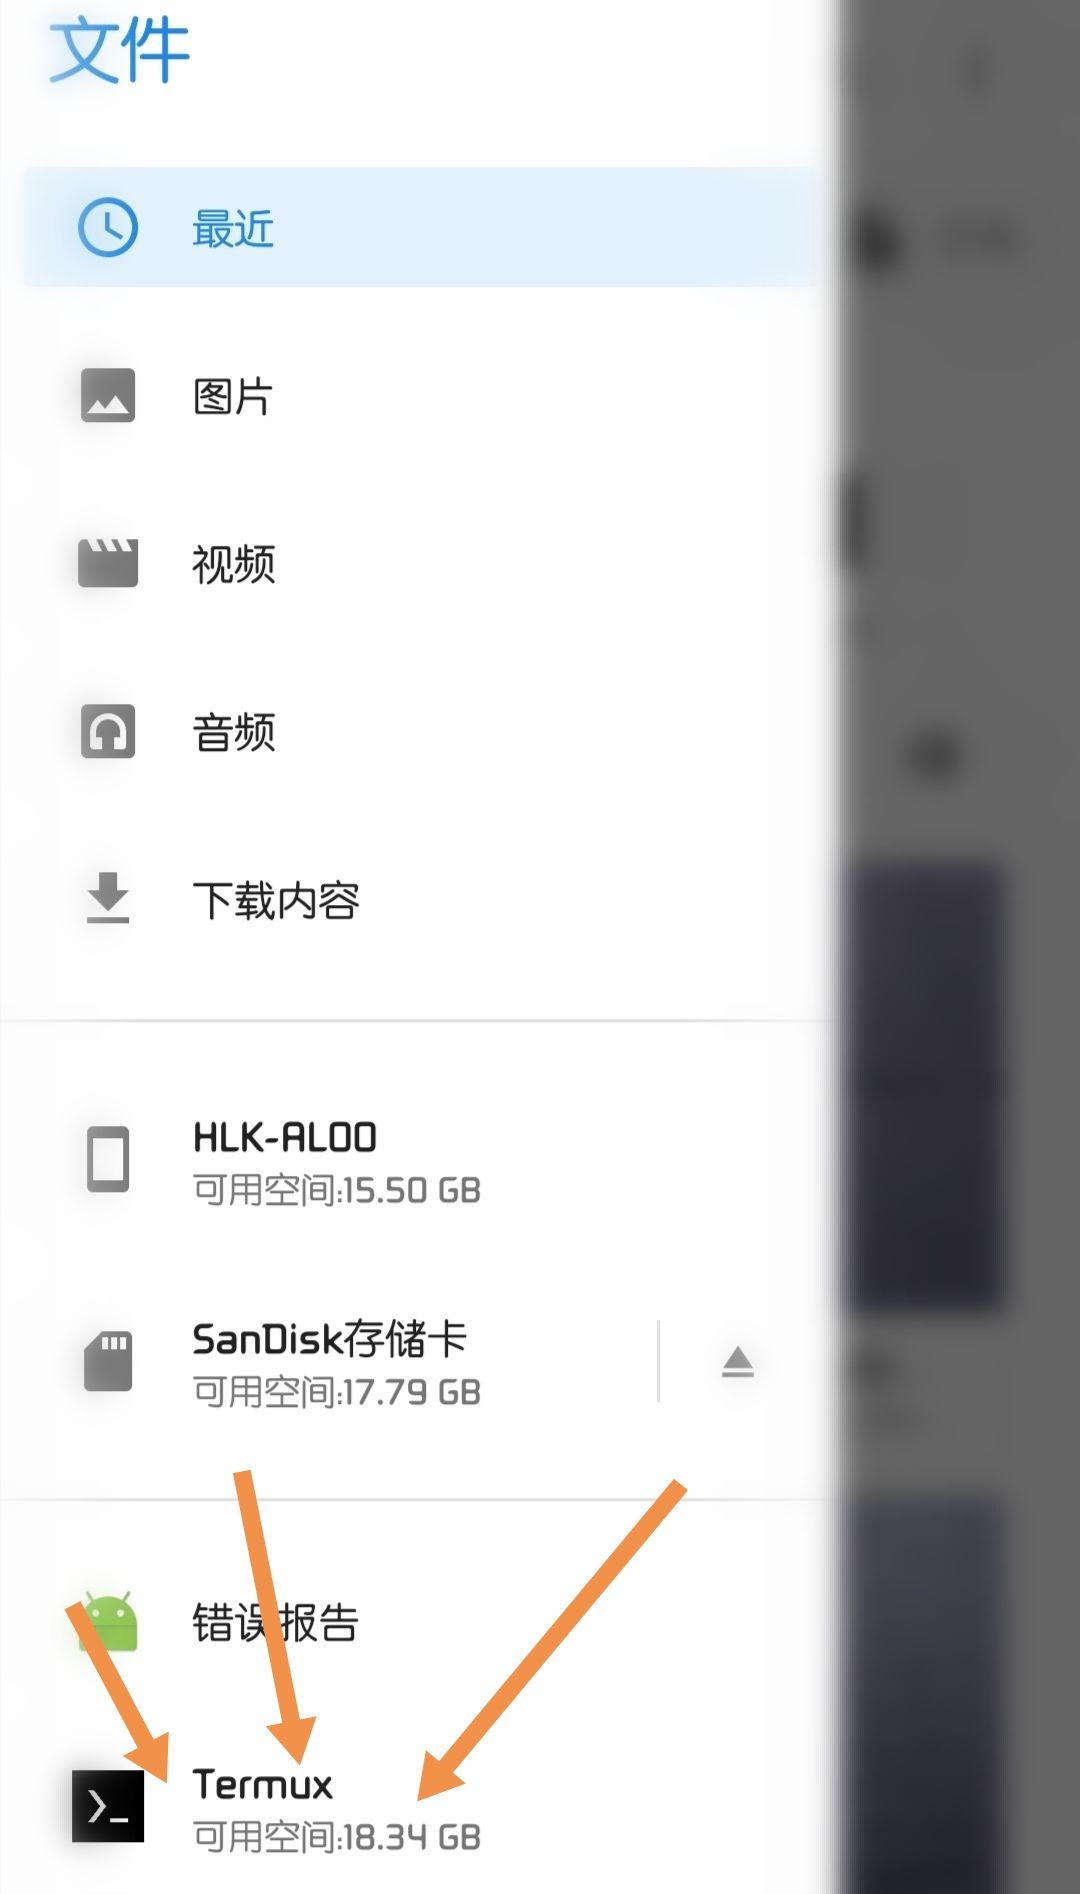 文件
最近
图片
视频
音频
下载内容
HLK-AL00
可用空间:15.50 GB
SanDisk存储卡
可用空间:17.79 GB
错误报告
Termux
可用空间:18.34 GB